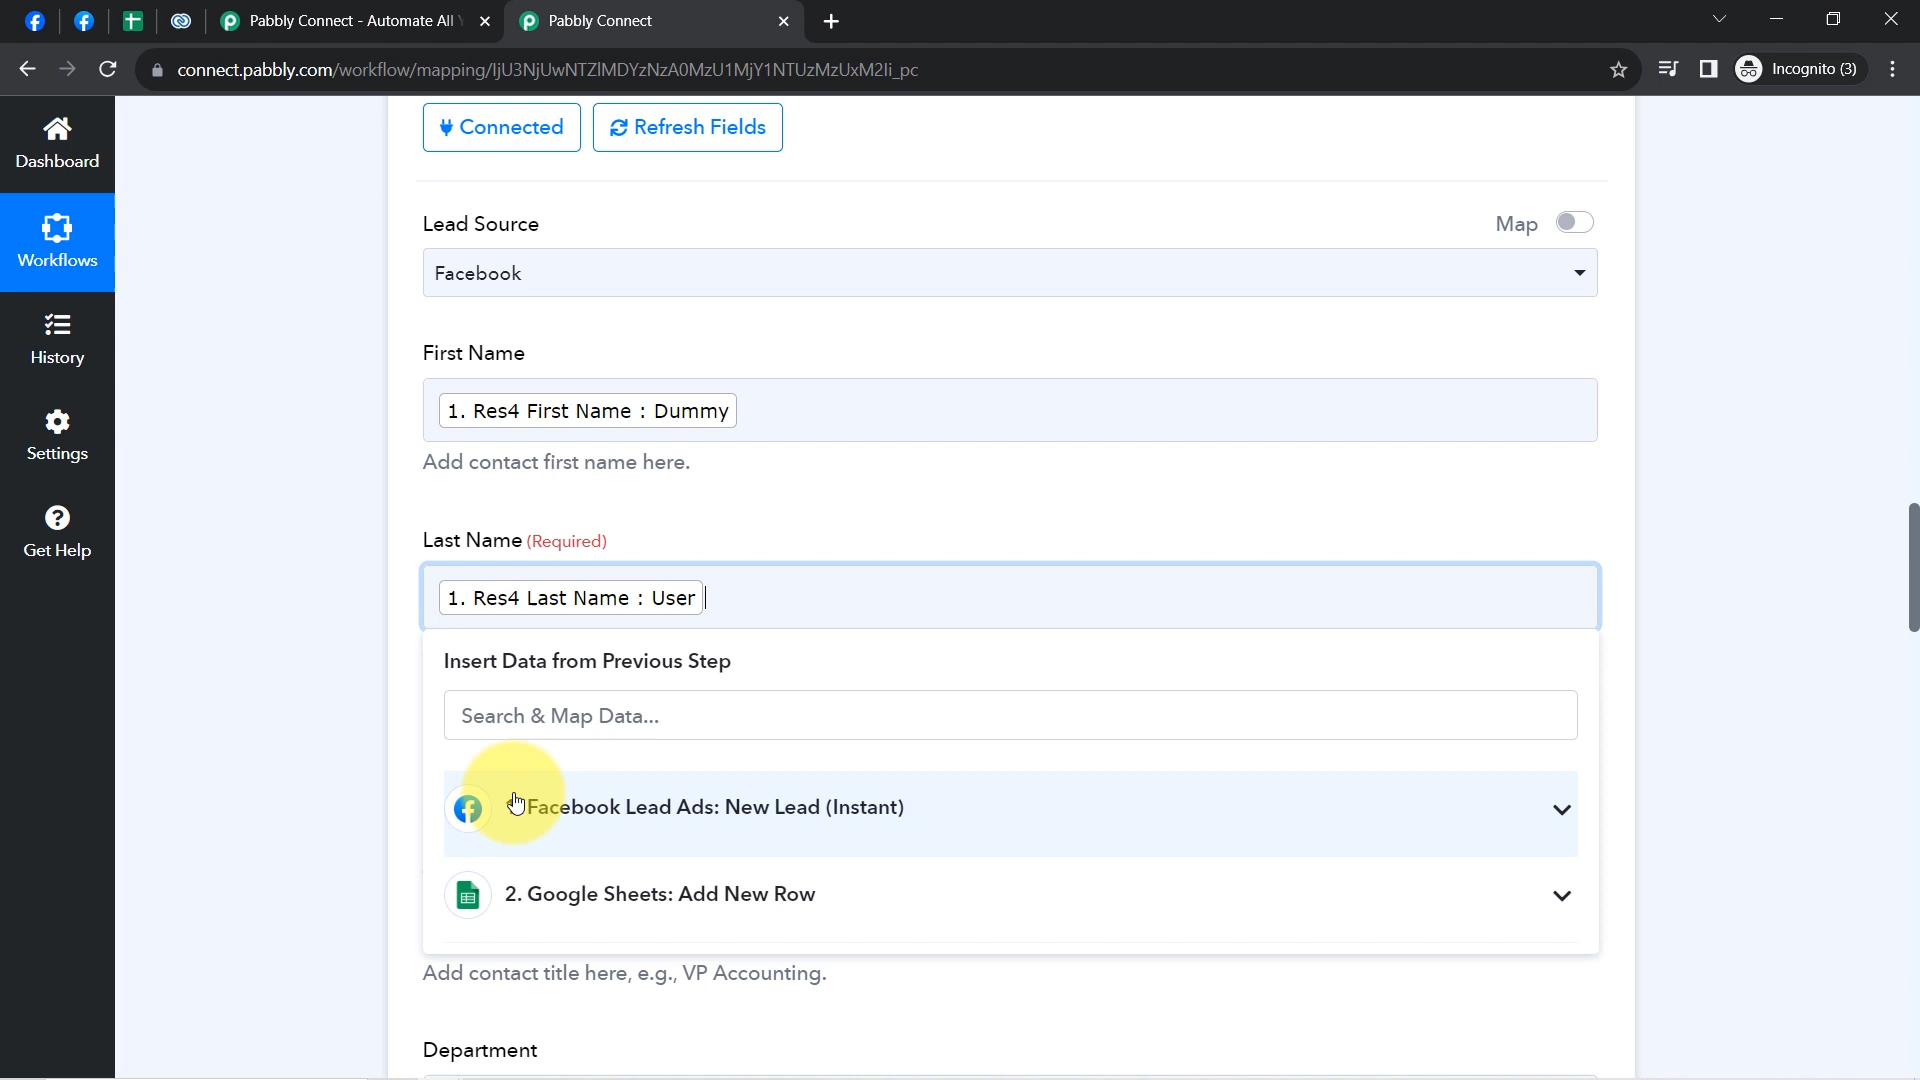 Pabbly Connect - Automate All
Pabbly Connect
connect.pabbly.com/workflow/mapping/IjU3NjUwNTZlMDYzNzA0MzU1MjY1NTUzMzUxM2Ii_pc
Incognito (3)
Dashboard
Workflows
History
Settings
Get Help
Connected
Refresh Fields
Lead Source
Map
Facebook
First Name
1. Res4 First Name : Dummy
Add contact first name here.
Last Name (Required)
1. Res4 Last Name : User
Insert Data from Previous Step
Search & Map Data...
Facebook Lead Ads: New Lead (Instant)
2. Google Sheets: Add New Row
Add contact title here, e.g., VP Accounting.
Department